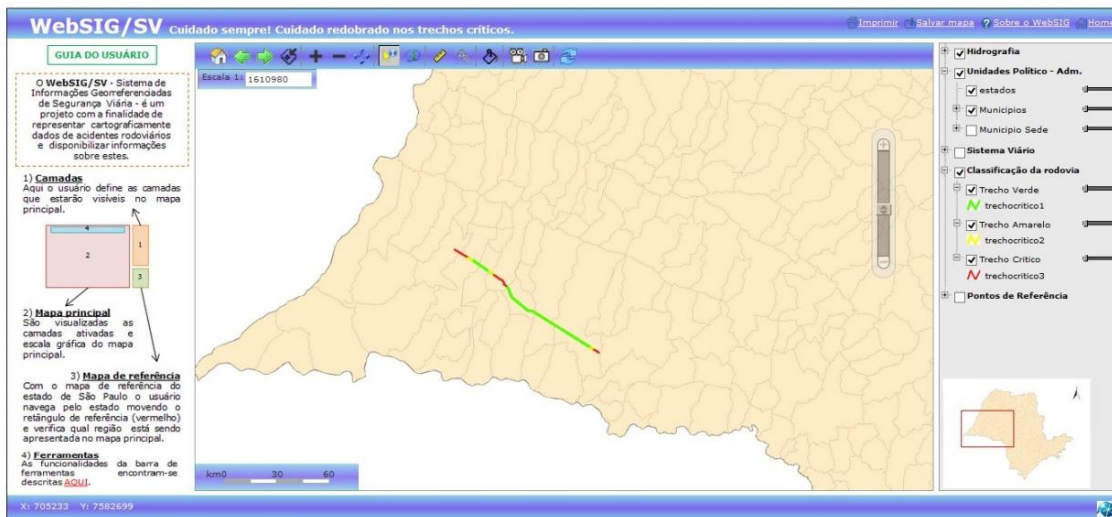 WebSIG/SV Cuidado sempre! Cuidado redobrado nos trechos críticos.
Imprimir Salvar mapa ? Sobre o WebSIG Home
GUIA DO USUÁRIO
O WebSIG/SV - Sistema de
Informações Georreferenciadas
de Segurança Viária - é um
projeto com a finalidade de
representar cartograficamente
dados de acidentes rodoviários
e disponibilizar informações
sobre estes.
1) Camadas
Aqui o usuário define as camadas
que estarão visíveis no mapa
principal.
4
2
1
3
2) Mapa principal
São visualizadas as
camadas ativadas e
escala gráfica do mapa
principal.
3) Mapa de referência
Com o mapa de referência do
estado de São Paulo o usuário
navega pelo estado movendo o
retângulo de referência (vermelho)
e verifica qual região está sendo
apresentada no mapa principal.
4) Ferramentas
As funcionalidades da barra de
ferramentas encontram-se
descritas AQUI.
Escala 1: 1610980
km0 30 60
Hidrografia
Unidades Político - Adm.
estados
Municipios
Municipio Sede
Sistema Viário
Classificação da rodovia
Trecho Verde
trechocritico1
Trecho Amarelo
trechocritico2
Trecho Critico
trechocritico3
Pontos de Referência
X: 705233 Y: 7582699